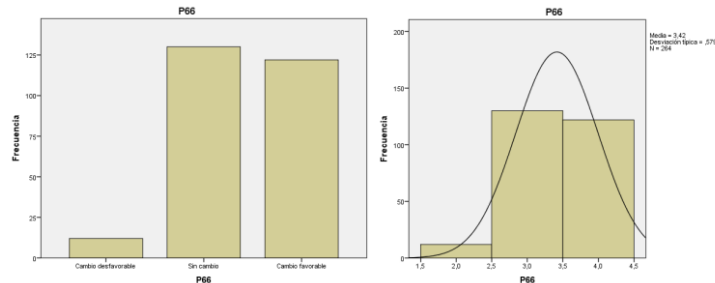 P66
Frecuencia
125
100
75
50
25
0
Cambio desfavorable Sin cambio Cambio favorable
P66
P66
Frecuencia
200
150
100
50
0
1,5 2,0 2,5 3,0 3,5 4,0 4,5
P66
Media = 3,42
Desviación típica = ,579
N = 264